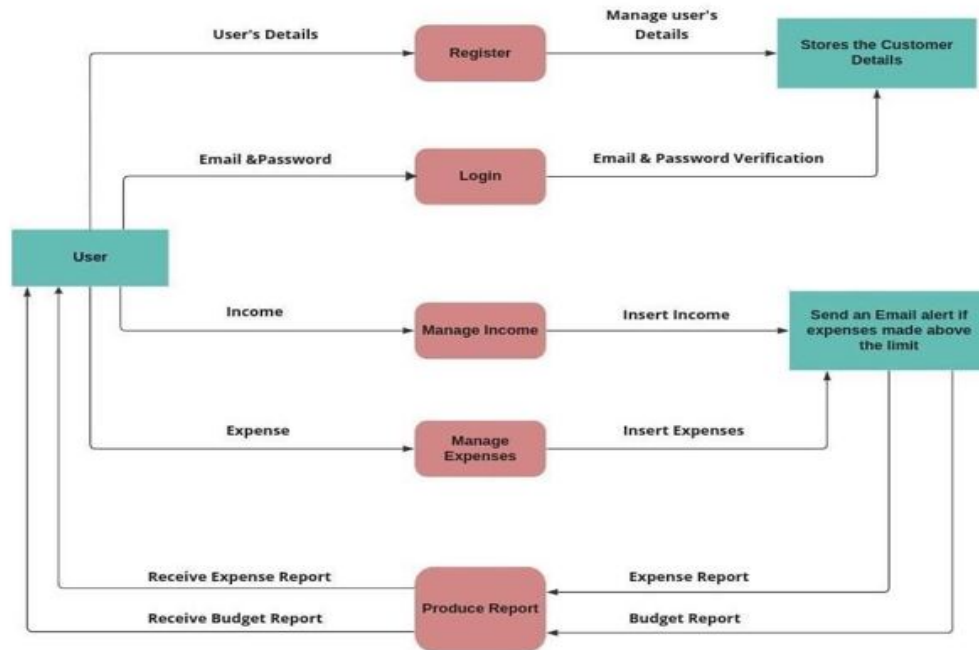 User's Details
Register
Manage user's
Details
Stores the Customer
Details
Email &Password
Login
Email & Password Verification
User
Income
Manage Income
Insert Income
Send an Email alert if
expenses made above
the limit
Expense
Manage
Expenses
Insert Expenses
Receive Expense Report
Expense Report
Produce Report
Receive Budget Report
Budget Report